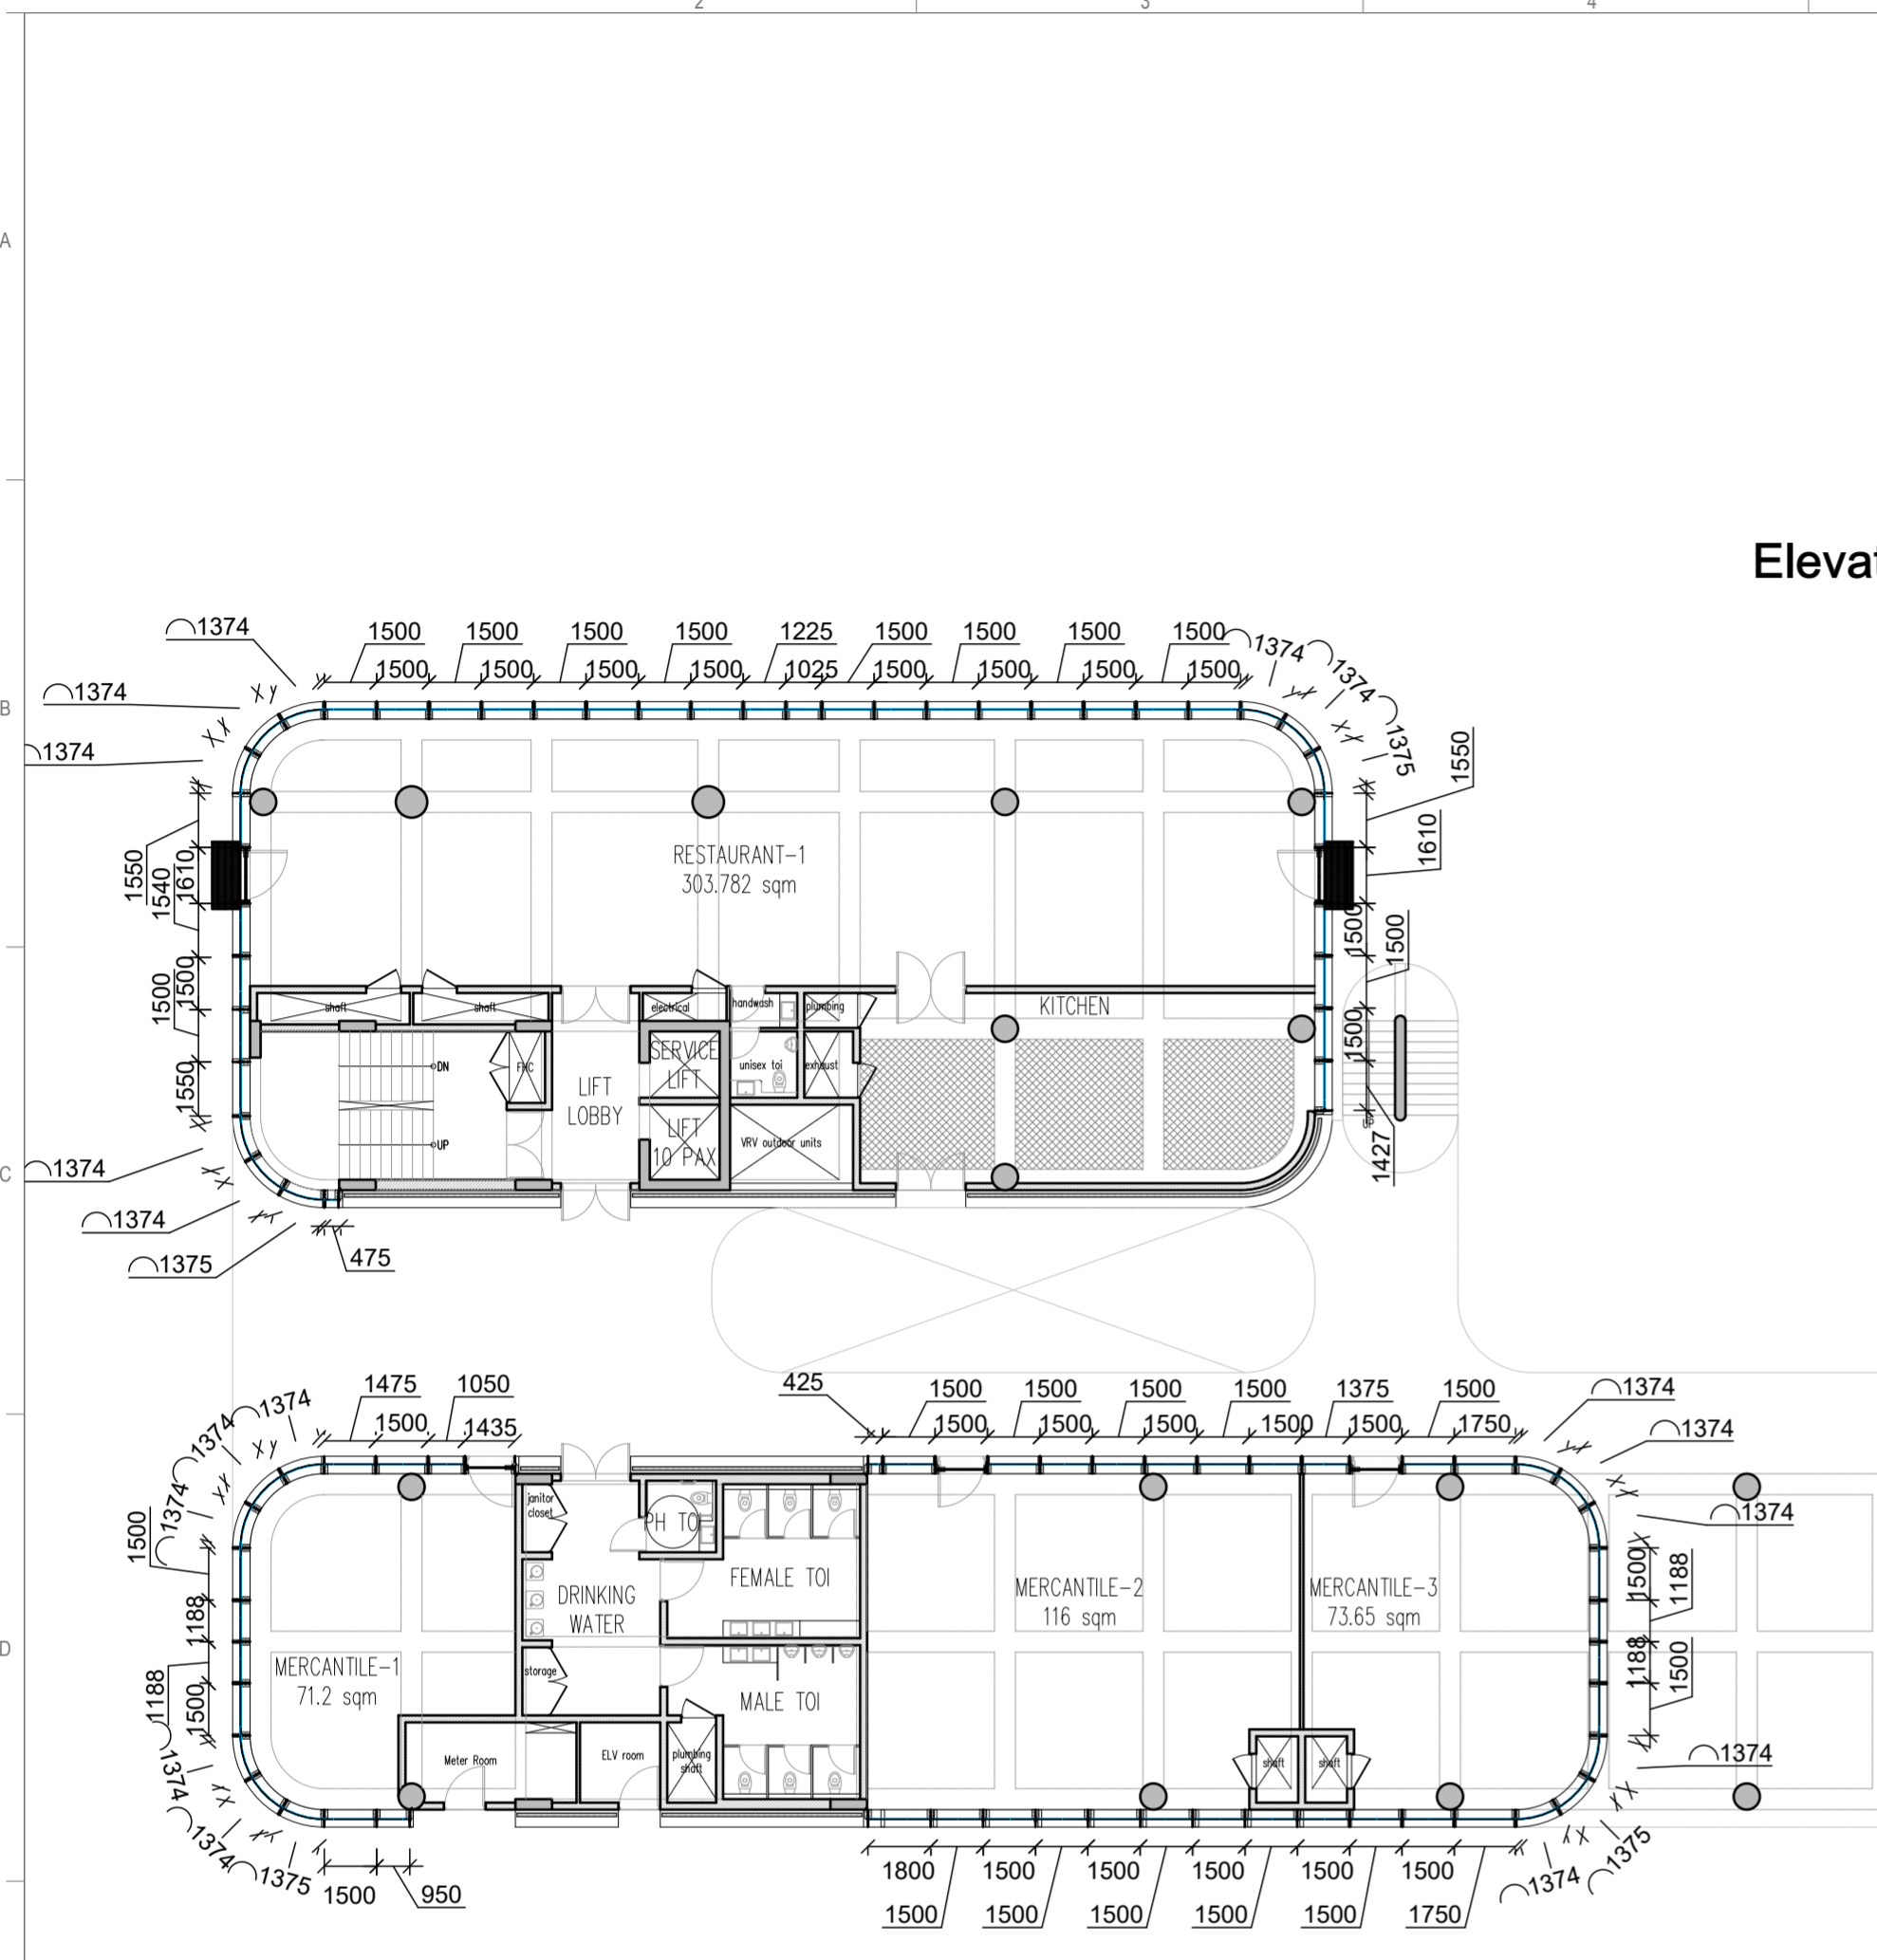 2
3
4
A
Elevat
⌒1374
1500
1500
1500
1500
1225
1500
1500
1500
1500
⌒1374
⌒1374
⌒1375
1500
1500
1500
1500
1025
1500
1500
1500
1500
⌒1374
B
⌒1374
1550
1610
1550
1540
1610
RESTAURANT-1
303.782 sqm
1500
1500
1500
1500
shaft
shaft
electrical
handwash
plumbing
KITCHEN
1500
1550
DN
FHC
SERVICE
LIFT
unisex toi
exhaust
LIFT
LOBBY
UP
LIFT
10 PAX
VRV outdoor units
UP
1427
C
⌒1374
⌒1374
⌒1375
475
1475
1050
425
1500
1500
1500
1500
1375
1500
⌒1374
⌒1374
⌒1374
1500
1435
1500
1500
1500
1500
1500
1750
⌒1374
⌒1374
janitor
closet
PH TOI
⌒1374
1500
FEMALE TOI
DRINKING
WATER
MERCANTILE-2
116 sqm
MERCANTILE-3
73.65 sqm
1500
1188
1188
D
MERCANTILE-1
71.2 sqm
storage
MALE TOI
1188
1500
1188
1500
Meter Room
ELV room
plumbing
shaft
shaft
shaft
⌒1374
⌒1374
⌒1374
⌒1375
1500
950
1800
1500
1500
1500
1500
1500
1500
1500
1500
1500
1500
1750
⌒1374
⌒1375